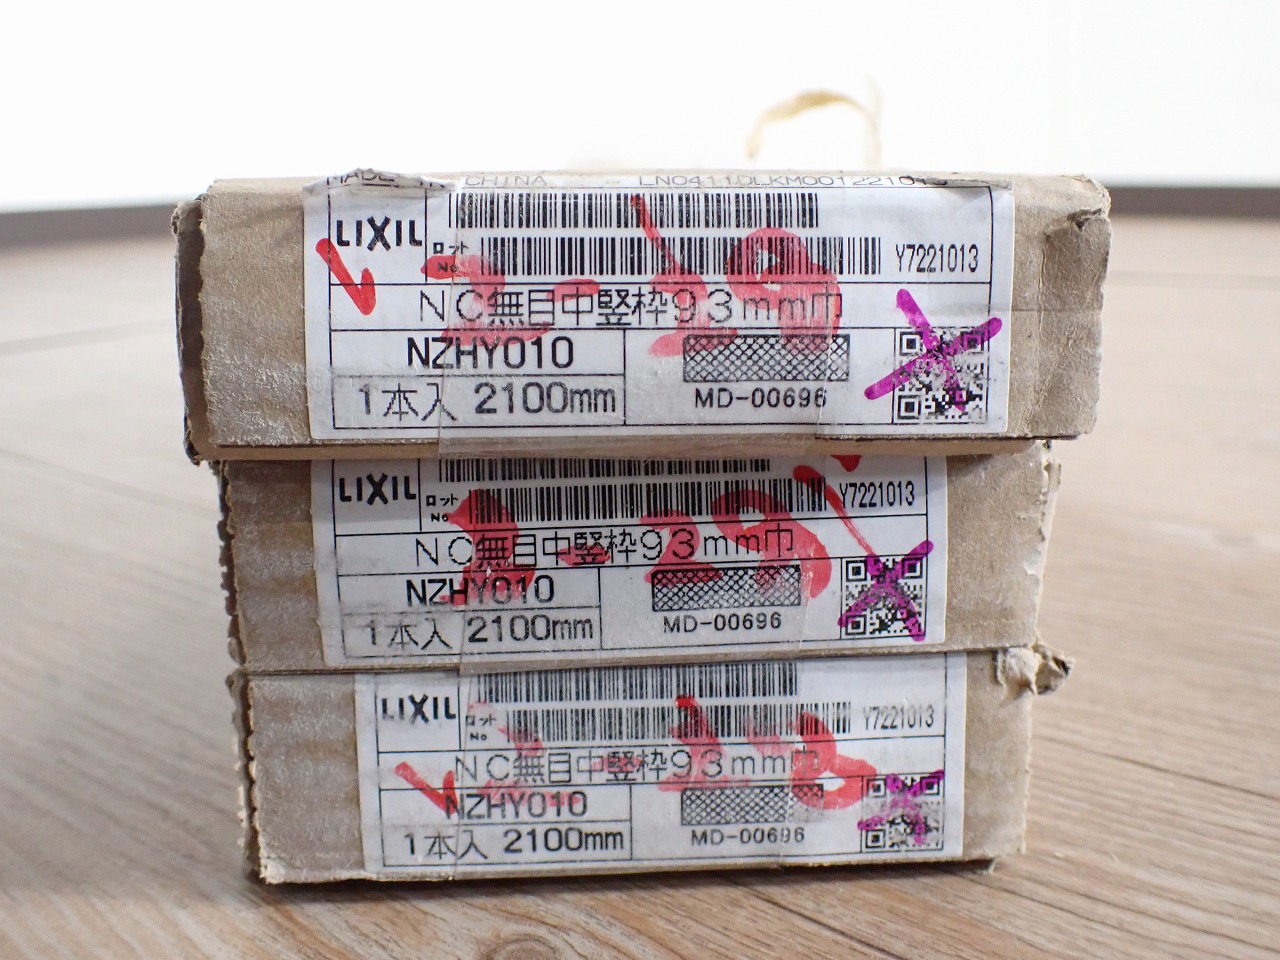 CHINA
LIXIL
ロット
No
Y7221013
NC無目中竪枠93mm巾
NZHY010
MD-00696
1本入 2100mm
LIXIL
ロット
No
Y7221013
NC無目中竪枠93mm巾
NZHY010
MD-00696
1本入 2100mm
LIXIL
ロット
No
Y7221013
NC無目中竪枠93mm巾
NZHY010
MD-00696
1本入 2100mm